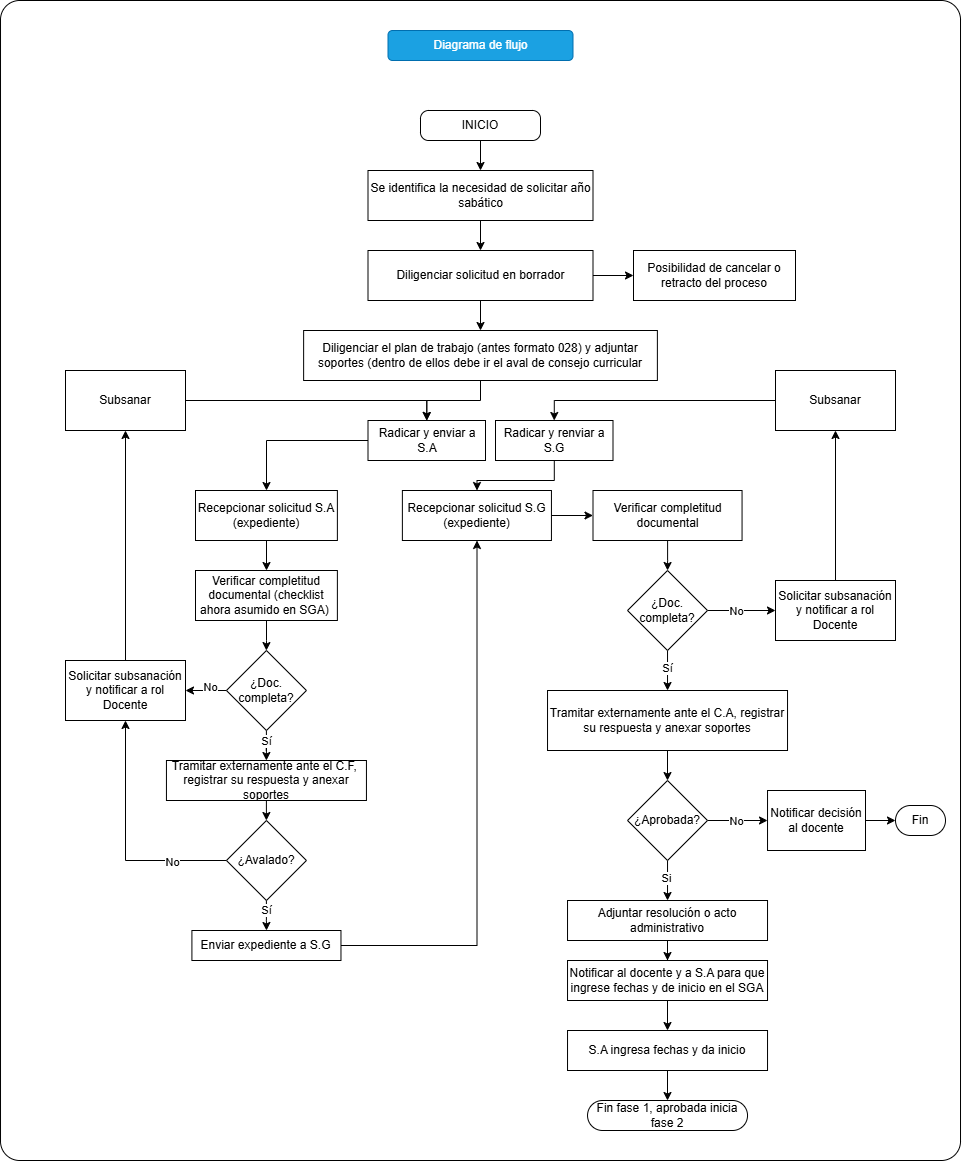 Diagrama de flujo
INICIO
Se identifica la necesidad de solicitar año
sabático
Diligenciar solicitud en borrador
Posibilidad de cancelar o
retracto del proceso
Diligenciar el plan de trabajo (antes formato 028) y adjuntar
soportes (dentro de ellos debe ir el aval de consejo curricular
Subsanar
Subsanar
Radicar y enviar a
S.A
Radicar y renviar a
S.G
Recepcionar solicitud S.A
(expediente)
Recepcionar solicitud S.G
(expediente)
Verificar completitud
documental
Verificar completitud
documental (checklist
ahora asumido en SGA)
¿Doc.
completa?
No
Solicitar subsanación
y notificar a rol
Docente
Sí
Solicitar subsanación
y notificar a rol
Docente
No
¿Doc.
completa?
Sí
Tramitar externamente ante el C.A, registrar
su respuesta y anexar soportes
Tramitar externamente ante el C.F,
registrar su respuesta y anexar
soportes
¿Aprobada?
No
Notificar decisión
al docente
Fin
¿Avalado?
No
Sí
Si
Enviar expediente a S.G
Adjuntar resolución o acto
administrativo
Notificar al docente y a S.A para que
ingrese fechas y de inicio en el SGA
S.A ingresa fechas y da inicio
Fin fase 1, aprobada inicia
fase 2